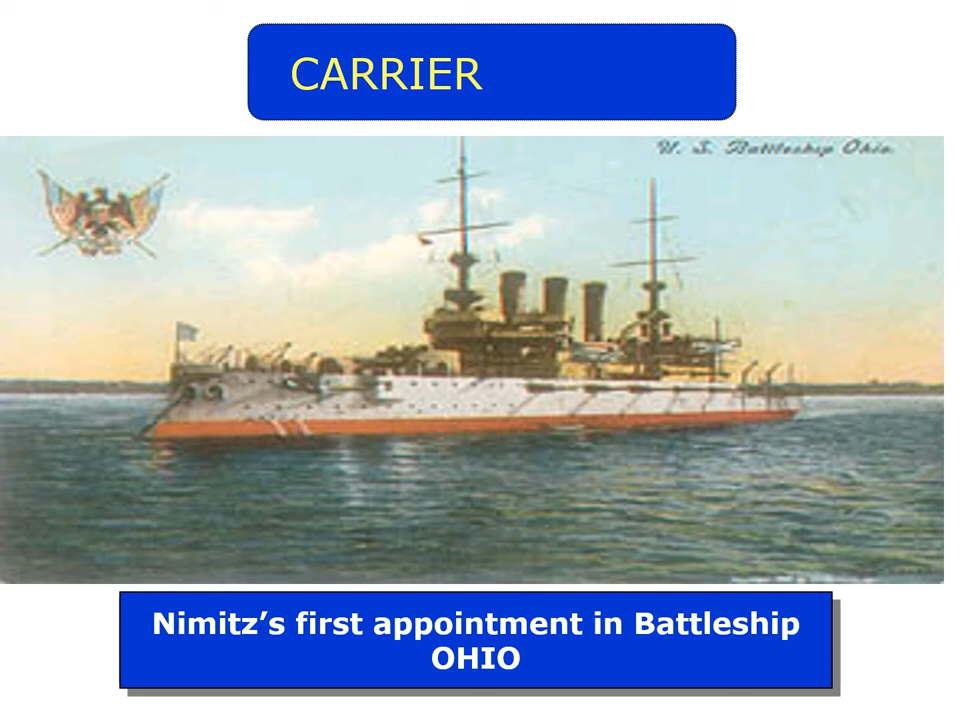 CARRIER
U. S. Battleship Ohio
Nimitz’s first appointment in Battleship
OHIO